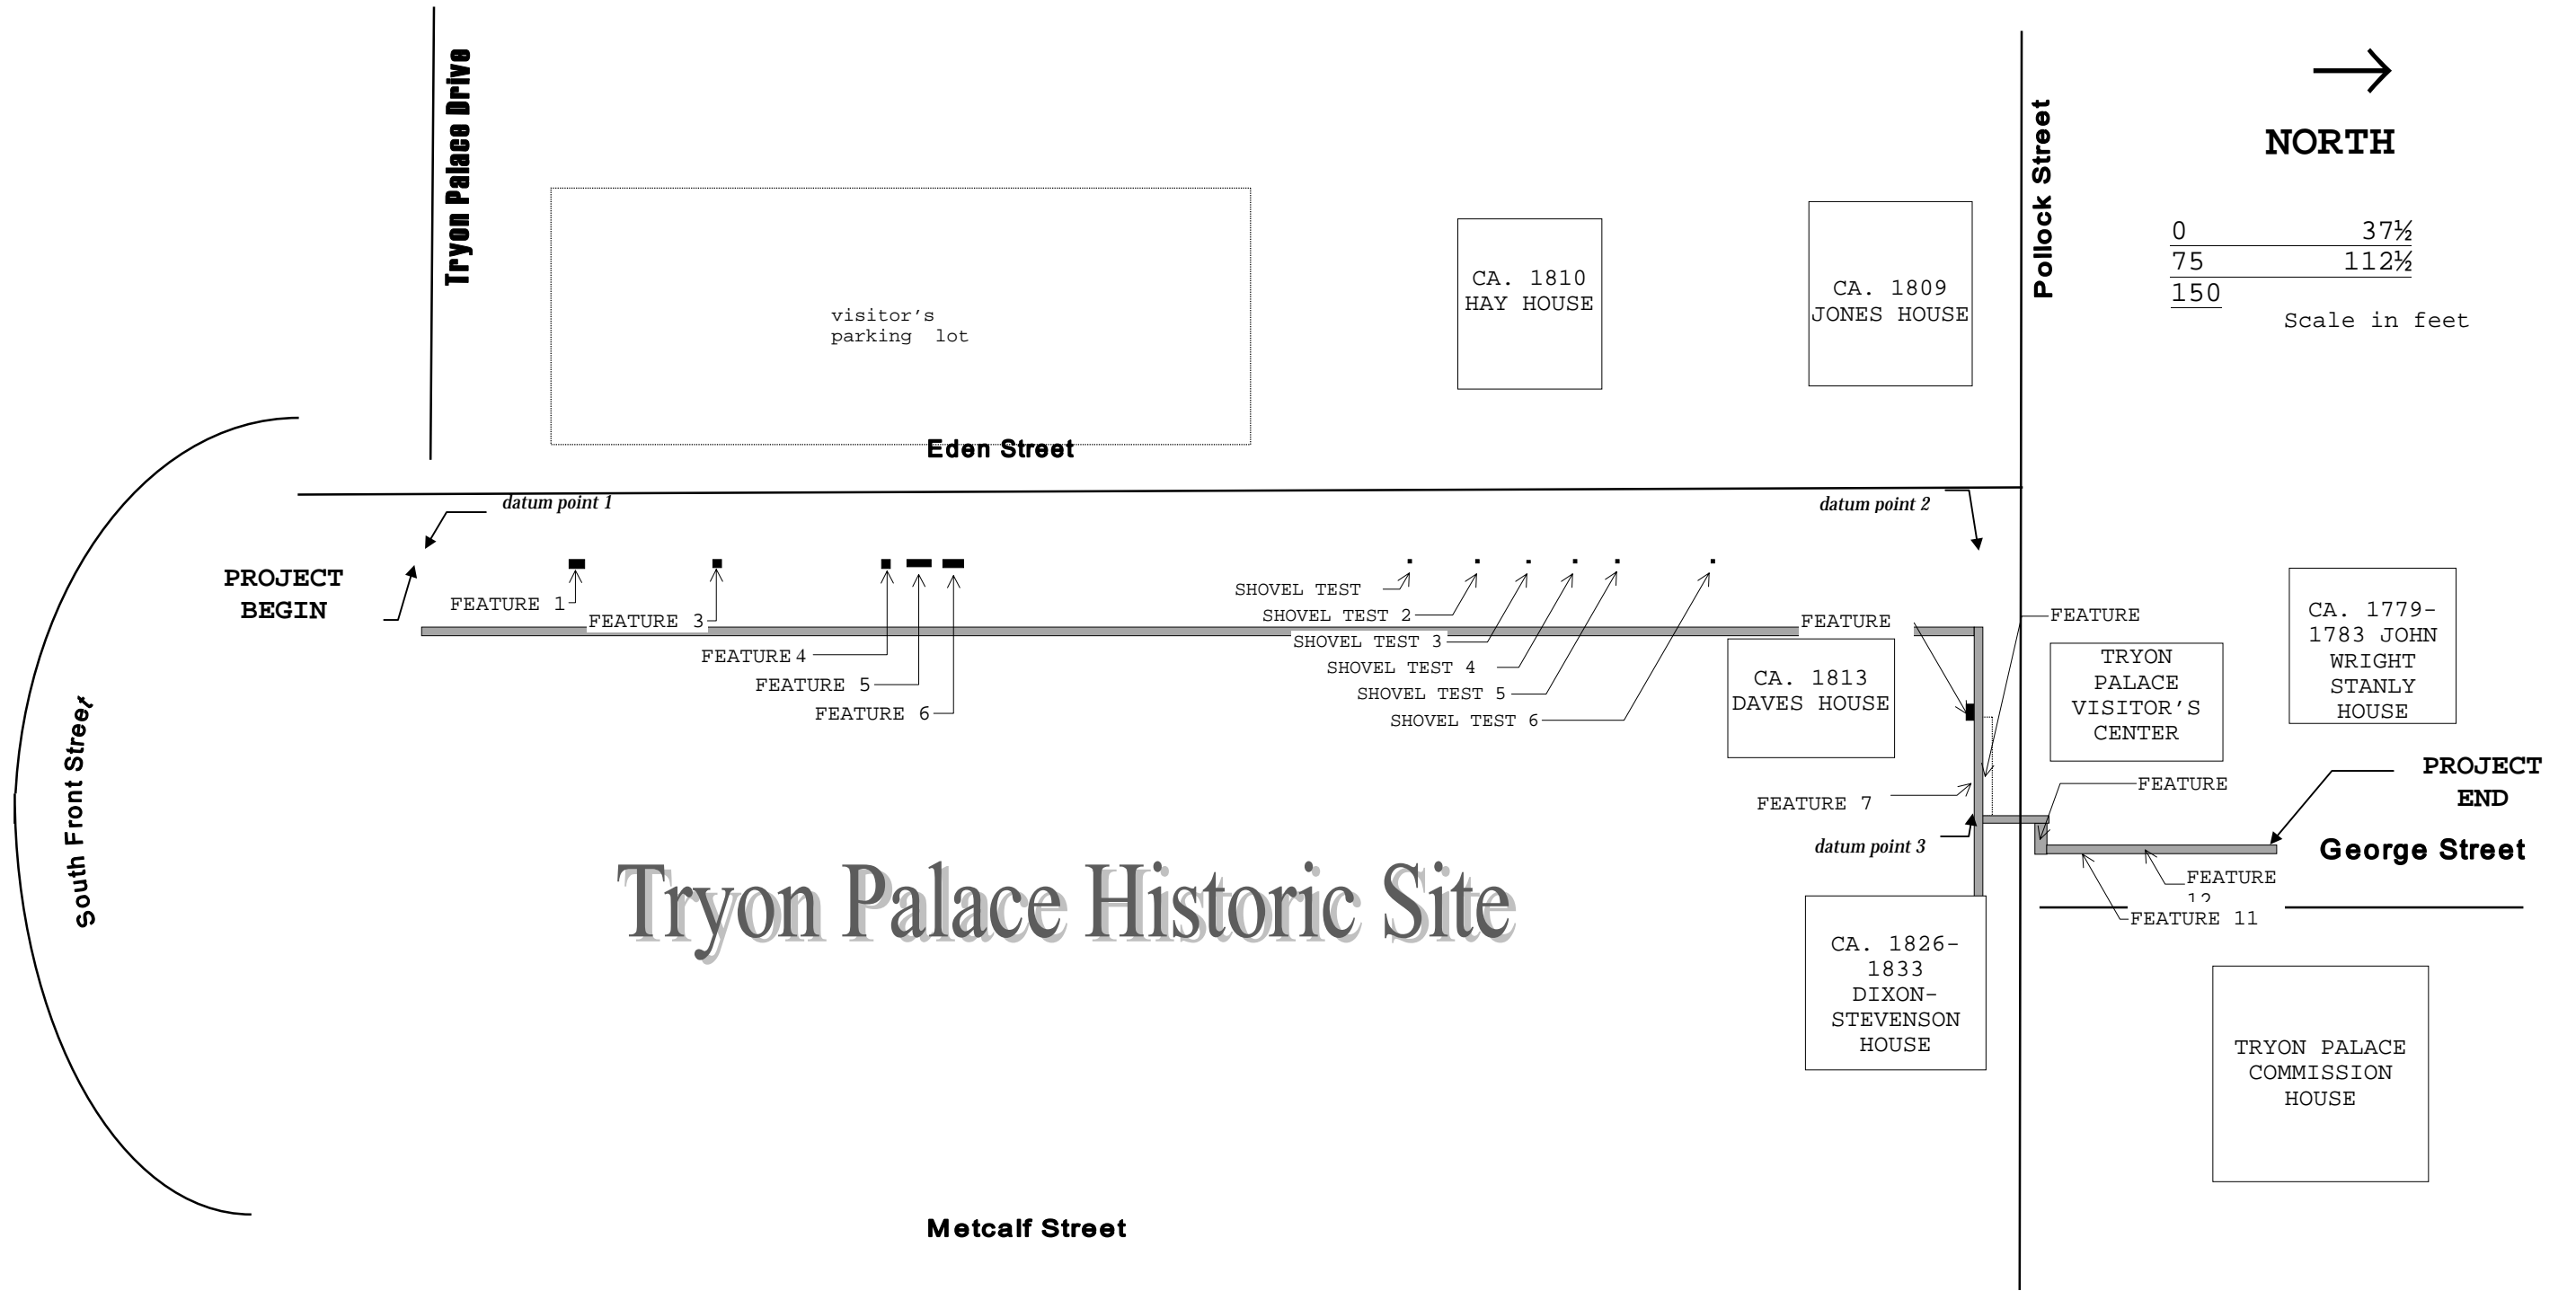 Tryon Palace Drive
NORTH
Pollock Street
0 37½
75 112½
150
Scale in feet
visitor's
parking lot
CA. 1810
HAY HOUSE
CA. 1809
JONES HOUSE
Eden Street
datum point 1
datum point 2
PROJECT
BEGIN
FEATURE 1
FEATURE 3
FEATURE 4
FEATURE 5
FEATURE 6
SHOVEL TEST
SHOVEL TEST 2
SHOVEL TEST 3
SHOVEL TEST 4
SHOVEL TEST 5
SHOVEL TEST 6
FEATURE
FEATURE
CA. 1813
DAVES HOUSE
TRYON
PALACE
VISITOR'S
CENTER
CA. 1779-
1783 JOHN
WRIGHT
STANLY
HOUSE
South Front Street
FEATURE 7
FEATURE
PROJECT
END
datum point 3
George Street
FEATURE
12
FEATURE 11
Tryon Palace Historic Site
CA. 1826-
1833
DIXON-
STEVENSON
HOUSE
TRYON PALACE
COMMISSION
HOUSE
Metcalf Street